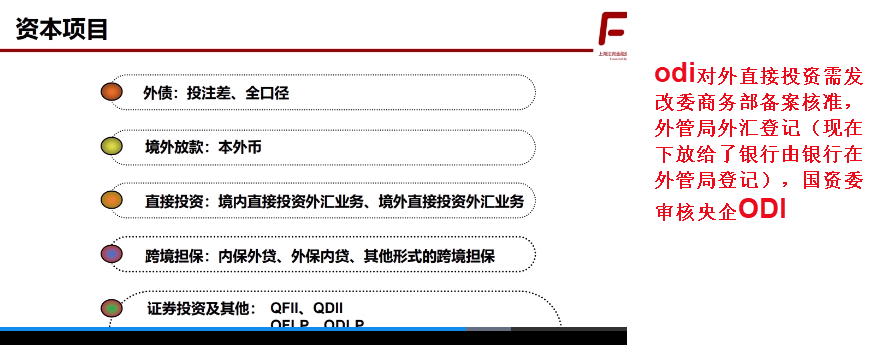 资本项目
外债：投注差、全口径
境外放款：本外币
直接投资：境内直接投资外汇业务、境外直接投资外汇业务
跨境担保：内保外贷、外保内贷、其他形式的跨境担保
证券投资及其他： QFII、QDII
QFLP、QDLP
odi对外直接投资需发
改委商务部备案核准，
外管局外汇登记（现在
下放给了银行由银行在
外管局登记），国资委
审核央企ODI